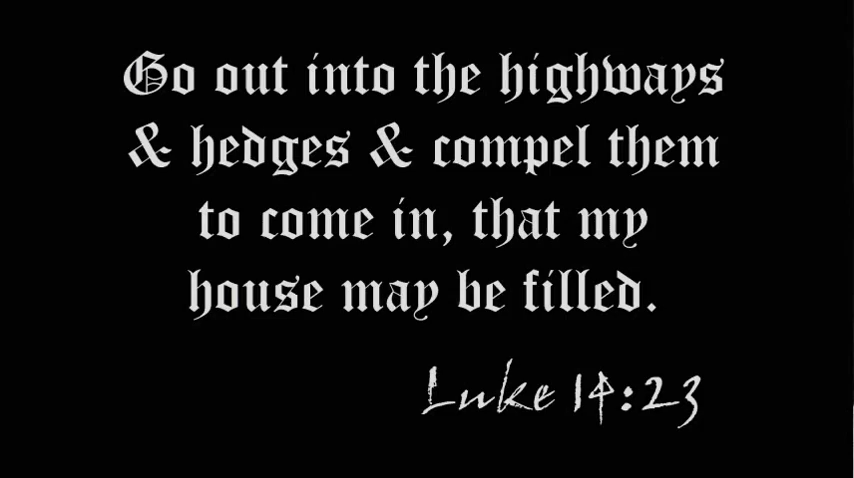 Go out into the highways
& hedges & compel them
to come in, that my
house may be filled.
Luke 14:23